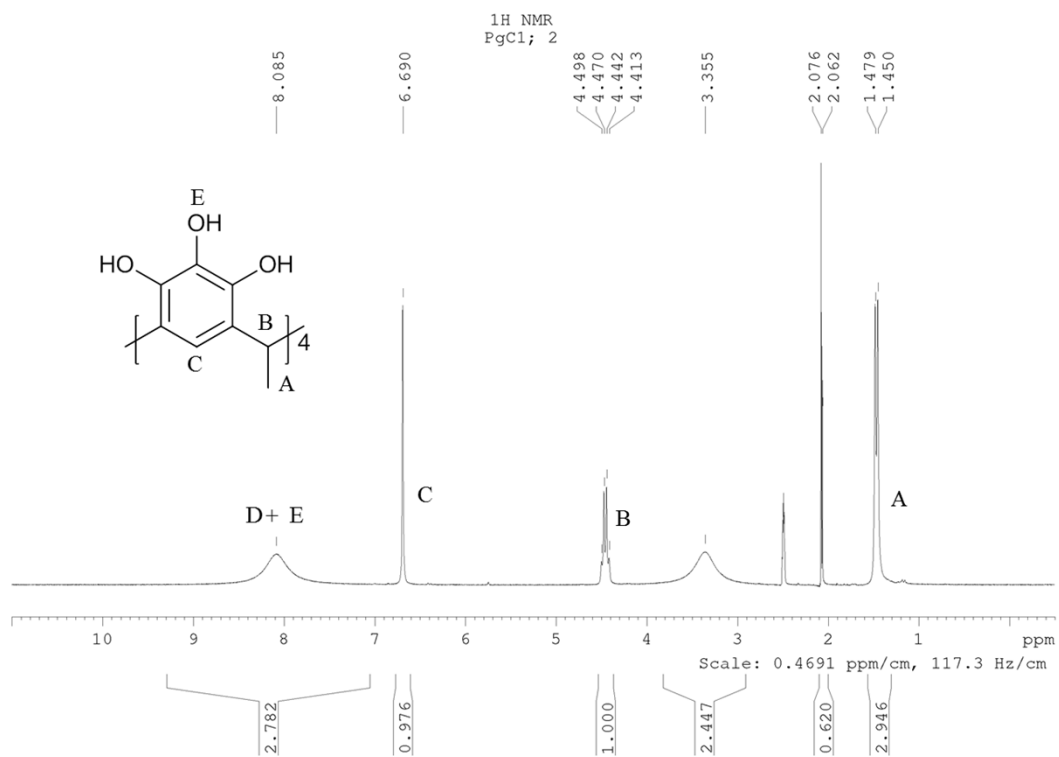 1H NMR
PgC1; 2
8.085
6.690
4.498
4.470
4.442
4.413
3.355
2.076
2.062
1.479
1.450
E
OH
HO
OH
B
4
C
A
D+ E
C
B
A
10 9 8 7 6 5 4 3 2 1 ppm
Scale: 0.4691 ppm/cm, 117.3 Hz/cm
2.782
0.976
1.000
2.447
0.620
2.946